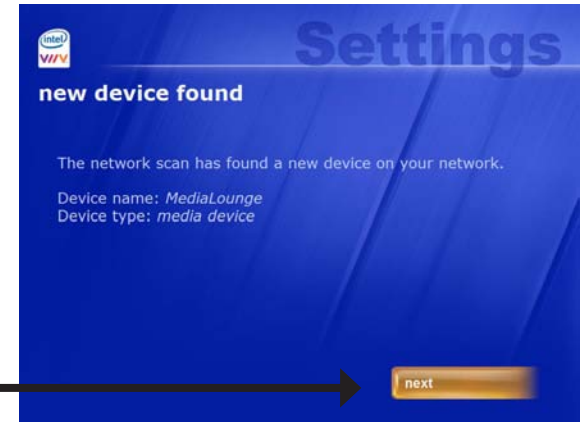 intel
VIIV
Settings
new device found
The network scan has found a new device on your network.
Device name: MediaLounge
Device type: media device
next